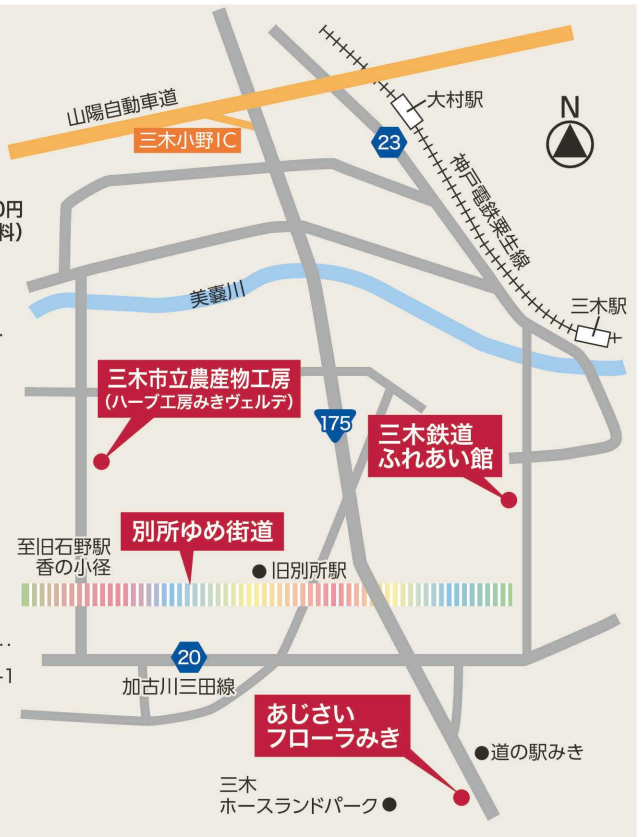 山陽自動車道
三木小野IC
大村駅
N
23
神戸電鉄粟生線
円
料)
美嚢川
三木駅
三木市立農産物工房
(ハーブ工房みきヴェルデ)
175
三木鉄道
ふれあい館
別所ゆめ街道
至旧石野駅
香の小径
旧別所駅
20
加古川三田線
-1
あじさい
フローラみき
道の駅みき
三木
ホースランドパーク